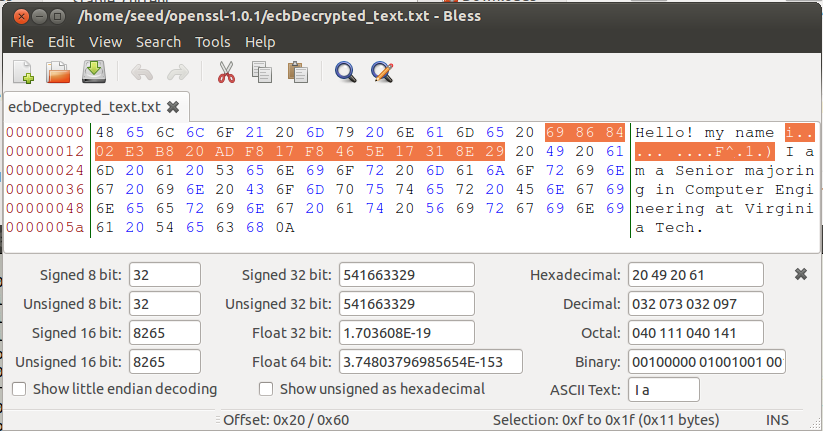 /home/seed/openssl-1.0.1/ecbDecrypted_text.txt - Bless
File Edit View Search Tools Help
ecbDecrypted_text.txt
00000000 48 65 6C 6C 6F 21 20 6D 79 20 6E 61 6D 65 20 69 86 84 Hello! my name i..
00000012 02 E3 B8 20 AD F8 17 F8 46 5E 17 31 8E 29 20 49 20 61 ... ....F^.1.) I a
00000024 6D 20 61 20 53 65 6E 69 6F 72 20 6D 61 6A 6F 72 69 6E m a Senior majorin
00000036 67 20 69 6E 20 43 6F 6D 70 75 74 65 72 20 45 6E 67 69 g in Computer Engi
00000048 6E 65 65 72 69 6E 67 20 61 74 20 56 69 72 67 69 6E 69 neering at Virgini
0000005a 61 20 54 65 63 68 0A a Tech.
Signed 8 bit: 32 Signed 32 bit: 541663329 Hexadecimal: 20 49 20 61
Unsigned 8 bit: 32 Unsigned 32 bit: 541663329 Decimal: 032 073 032 097
Signed 16 bit: 8265 Float 32 bit: 1.703608E-19 Octal: 040 111 040 141
Unsigned 16 bit: 8265 Float 64 bit: 3.74803796985654E-153 Binary: 00100000 01001001 00
Show little endian decoding Show unsigned as hexadecimal ASCII Text: I a
Offset: 0x20 / 0x60 Selection: 0xf to 0x1f (0x11 bytes) INS